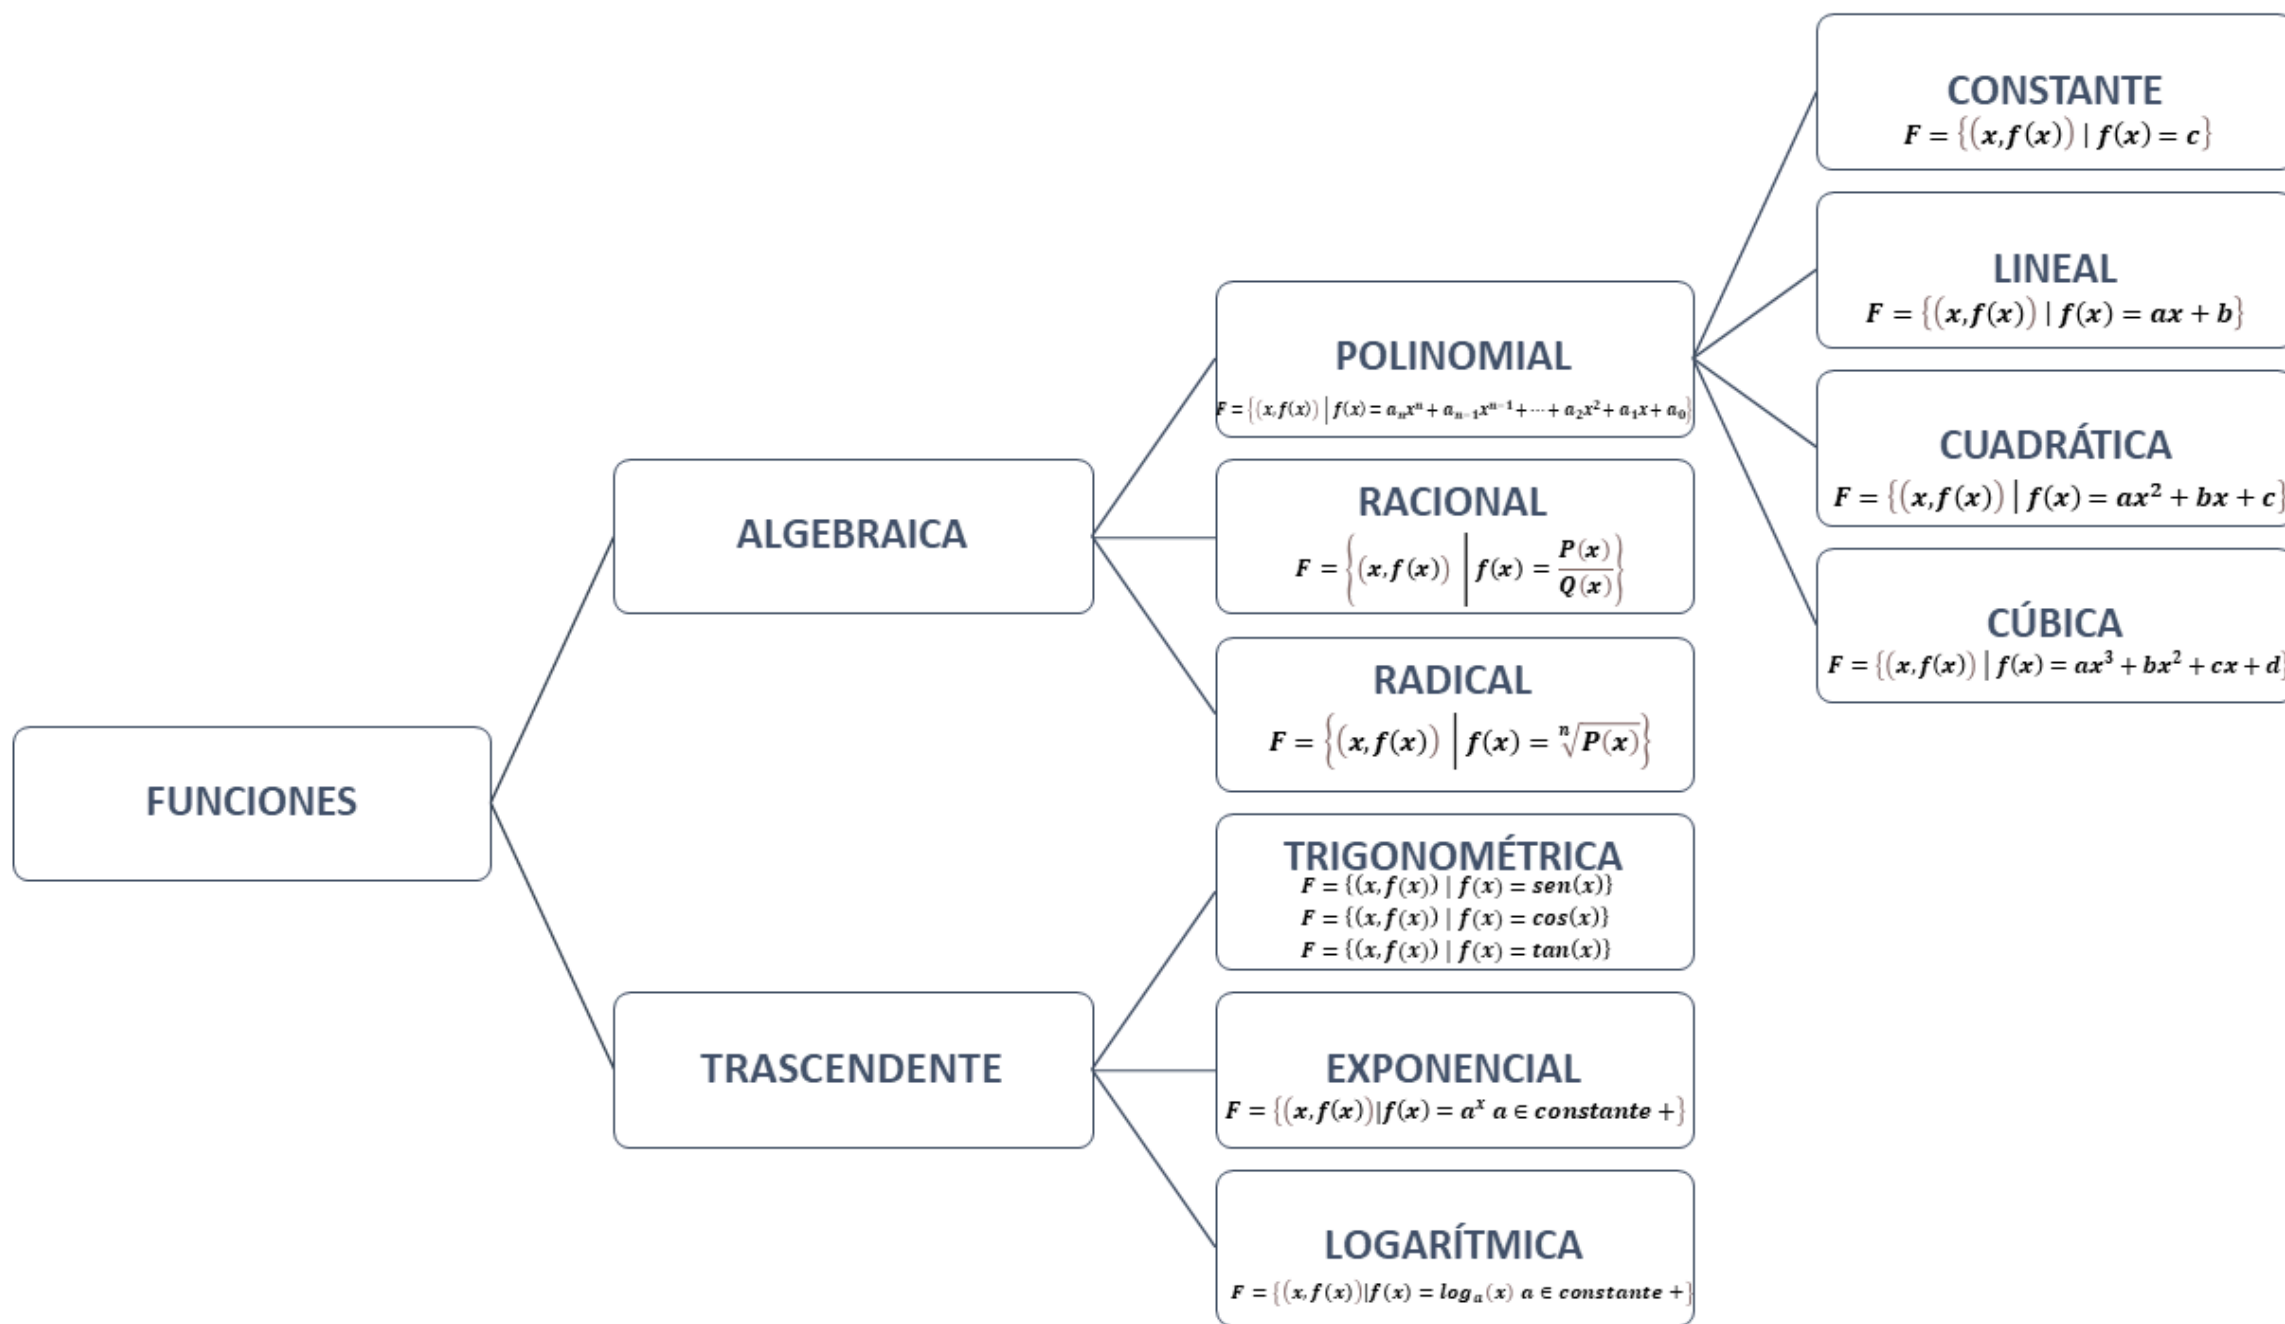 FUNCIONES
ALGEBRAICA
POLINOMIAL
F = {(x,f(x)) | f(x) = aₙxⁿ + aₙ₋₁xⁿ⁻¹ + ⋯ + a₂x² + a₁x + a₀}
CONSTANTE
F = {(x,f(x)) | f(x) = c}
LINEAL
F = {(x,f(x)) | f(x) = ax + b}
CUADRÁTICA
F = {(x,f(x)) | f(x) = ax² + bx + c}
CÚBICA
F = {(x,f(x)) | f(x) = ax³ + bx² + cx + d}
RACIONAL
F = {(x,f(x)) | f(x) = P(x)/Q(x)}
RADICAL
F = {(x,f(x)) | f(x) = ⁿ√P(x)}
TRASCENDENTE
TRIGONOMÉTRICA
F = {(x,f(x)) | f(x) = sen(x)}
F = {(x,f(x)) | f(x) = cos(x)}
F = {(x,f(x)) | f(x) = tan(x)}
EXPONENCIAL
F = {(x,f(x))|f(x) = aˣ a ∈ constante +}
LOGARÍTMICA
F = {(x,f(x))|f(x) = logₐ(x) a ∈ constante +}